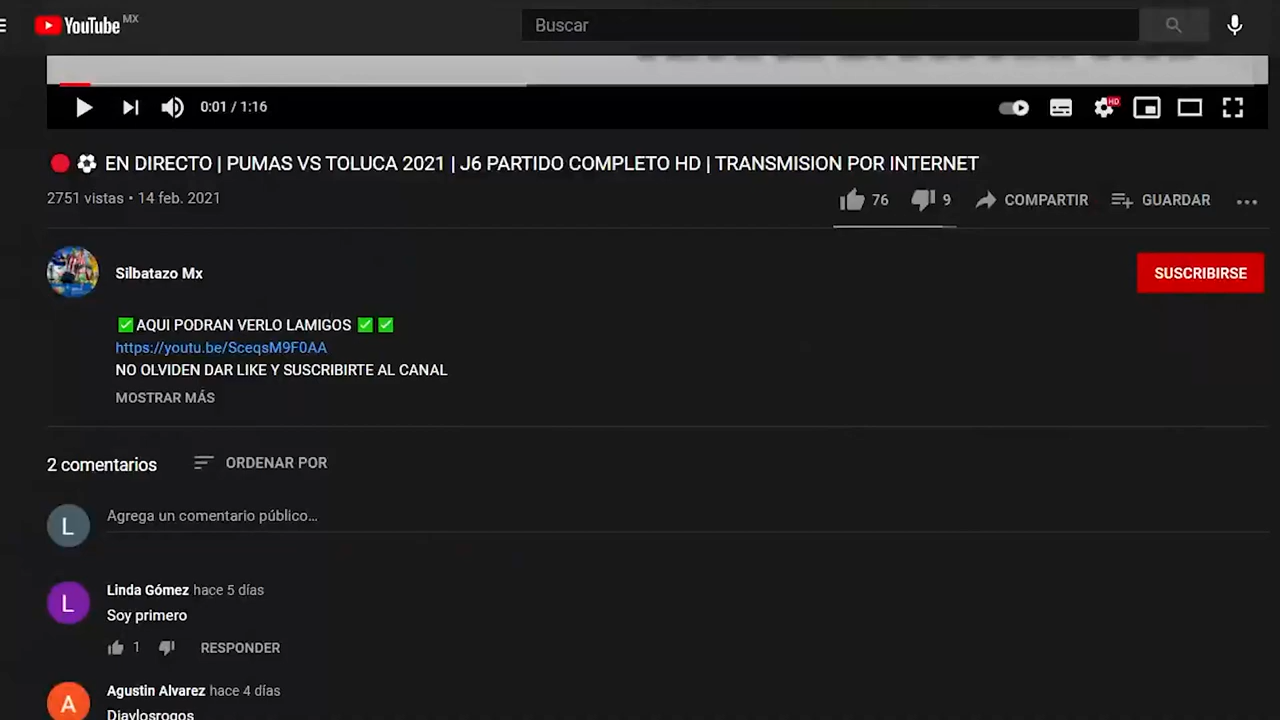 YouTube MX
Buscar
0:01 / 1:16
HD
EN DIRECTO | PUMAS VS TOLUCA 2021 | J6 PARTIDO COMPLETO HD | TRANSMISION POR INTERNET
2751 vistas • 14 feb. 2021
76
9
COMPARTIR
GUARDAR
Silbatazo Mx
SUSCRIBIRSE
✅AQUI PODRAN VERLO LAMIGOS ✅ ✅
https://youtu.be/SceqsM9F0AA
NO OLVIDEN DAR LIKE Y SUSCRIBIRTE AL CANAL
MOSTRAR MÁS
2 comentarios
ORDENAR POR
L
Agrega un comentario público...
L
Linda Gómez hace 5 días
Soy primero
1
RESPONDER
A
Agustin Alvarez hace 4 días
Diaylosrogos